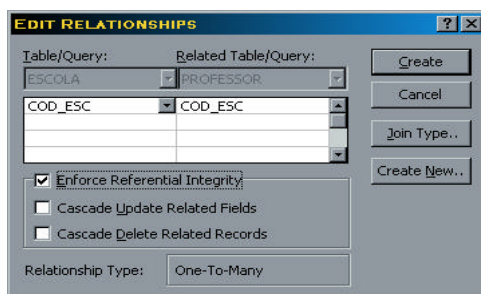 EDIT RELATIONSHIPS
Table/Query: Related Table/Query:
ESCOLA PROFESSOR
COD_ESC COD_ESC
Create
Cancel
Join Type..
Create New..
Enforce Referential Integrity
Cascade Update Related Fields
Cascade Delete Related Records
Relationship Type: One-To-Many